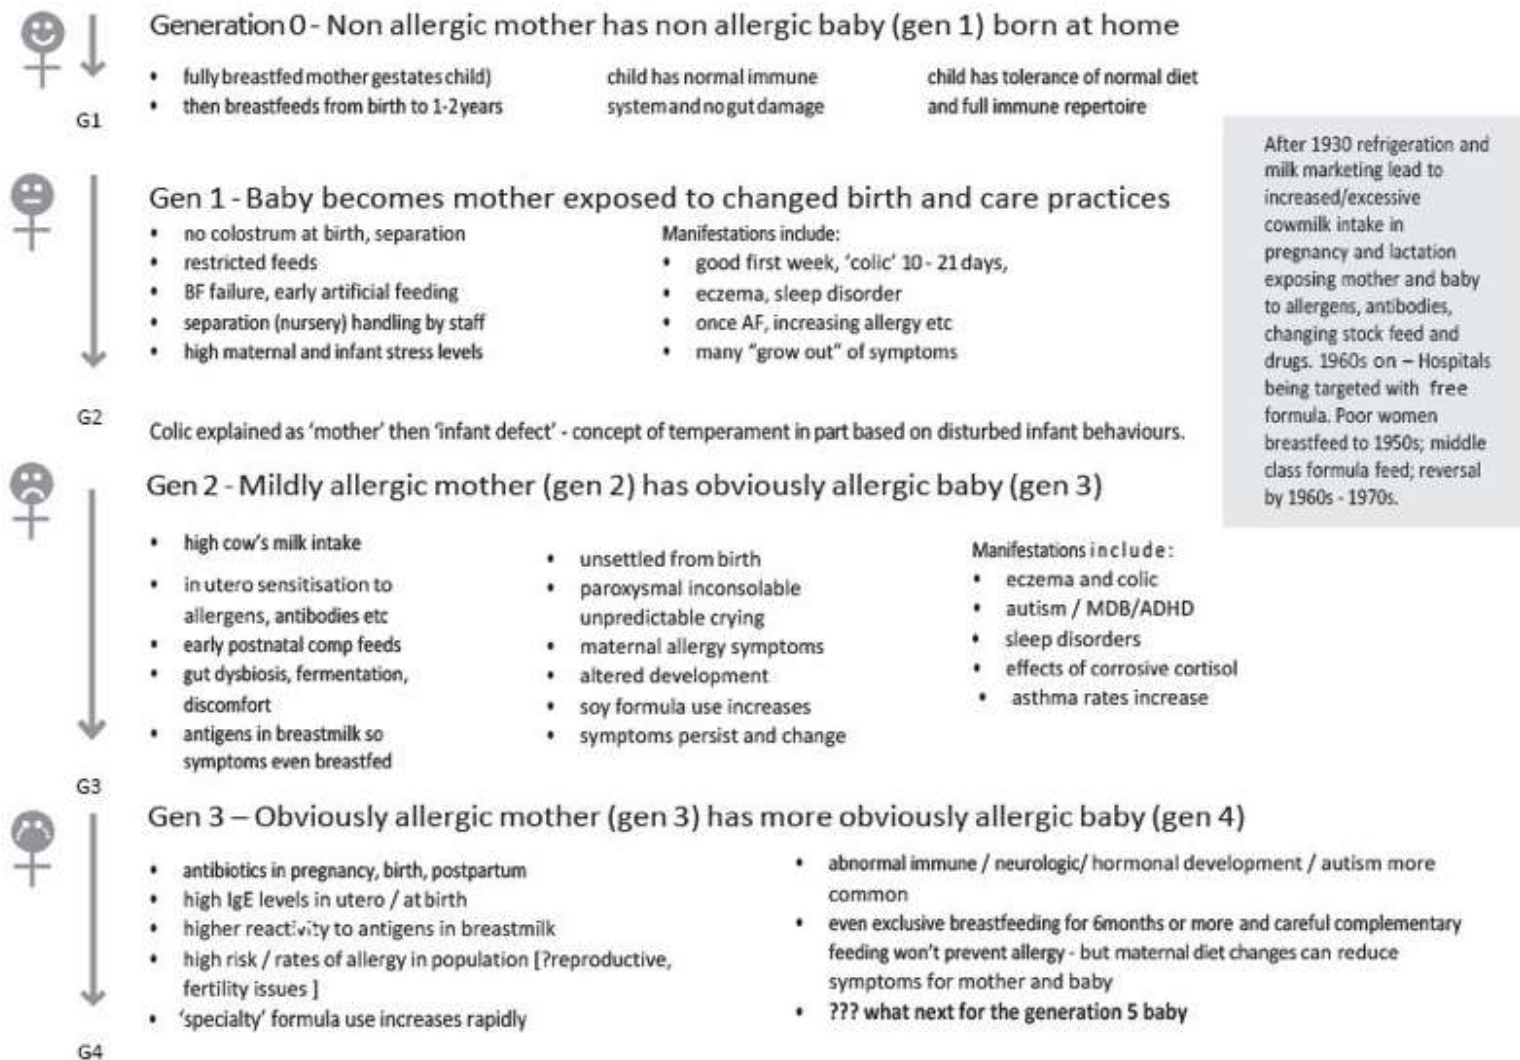 Generation 0 - Non allergic mother has non allergic baby (gen 1) born at home
• fully breastfed mother gestates child)
• then breastfeeds from birth to 1-2 years
child has normal immune
system and no gut damage
child has tolerance of normal diet
and full immune repertoire
G1
After 1930 refrigeration and
milk marketing lead to
increased/excessive
cowmilk intake in
pregnancy and lactation
exposing mother and baby
to allergens, antibodies,
changing stock feed and
drugs. 1960s on – Hospitals
being targeted with free
formula. Poor women
breastfeed to 1950s; middle
class formula feed; reversal
by 1960s - 1970s.
Gen 1 - Baby becomes mother exposed to changed birth and care practices
• no colostrum at birth, separation
• restricted feeds
• BF failure, early artificial feeding
• separation (nursery) handling by staff
• high maternal and infant stress levels
Manifestations include:
• good first week, ‘colic’ 10 - 21 days,
• eczema, sleep disorder
• once AF, increasing allergy etc
• many “grow out” of symptoms
G2
Colic explained as ‘mother’ then ‘infant defect’ - concept of temperament in part based on disturbed infant behaviours.
Gen 2 - Mildly allergic mother (gen 2) has obviously allergic baby (gen 3)
• high cow’s milk intake
• in utero sensitisation to
allergens, antibodies etc
• early postnatal comp feeds
• gut dysbiosis, fermentation,
discomfort
• antigens in breastmilk so
symptoms even breastfed
• unsettled from birth
• paroxysmal inconsolable
unpredictable crying
• maternal allergy symptoms
• altered development
• soy formula use increases
• symptoms persist and change
Manifestations include:
• eczema and colic
• autism / MDB/ADHD
• sleep disorders
• effects of corrosive cortisol
• asthma rates increase
G3
Gen 3 – Obviously allergic mother (gen 3) has more obviously allergic baby (gen 4)
• antibiotics in pregnancy, birth, postpartum
• high IgE levels in utero / at birth
• higher reactivity to antigens in breastmilk
• high risk / rates of allergy in population [?reproductive,
fertility issues ]
• ‘specialty’ formula use increases rapidly
• abnormal immune / neurologic/ hormonal development / autism more
common
• even exclusive breastfeeding for 6months or more and careful complementary
feeding won’t prevent allergy - but maternal diet changes can reduce
symptoms for mother and baby
• ??? what next for the generation 5 baby
G4